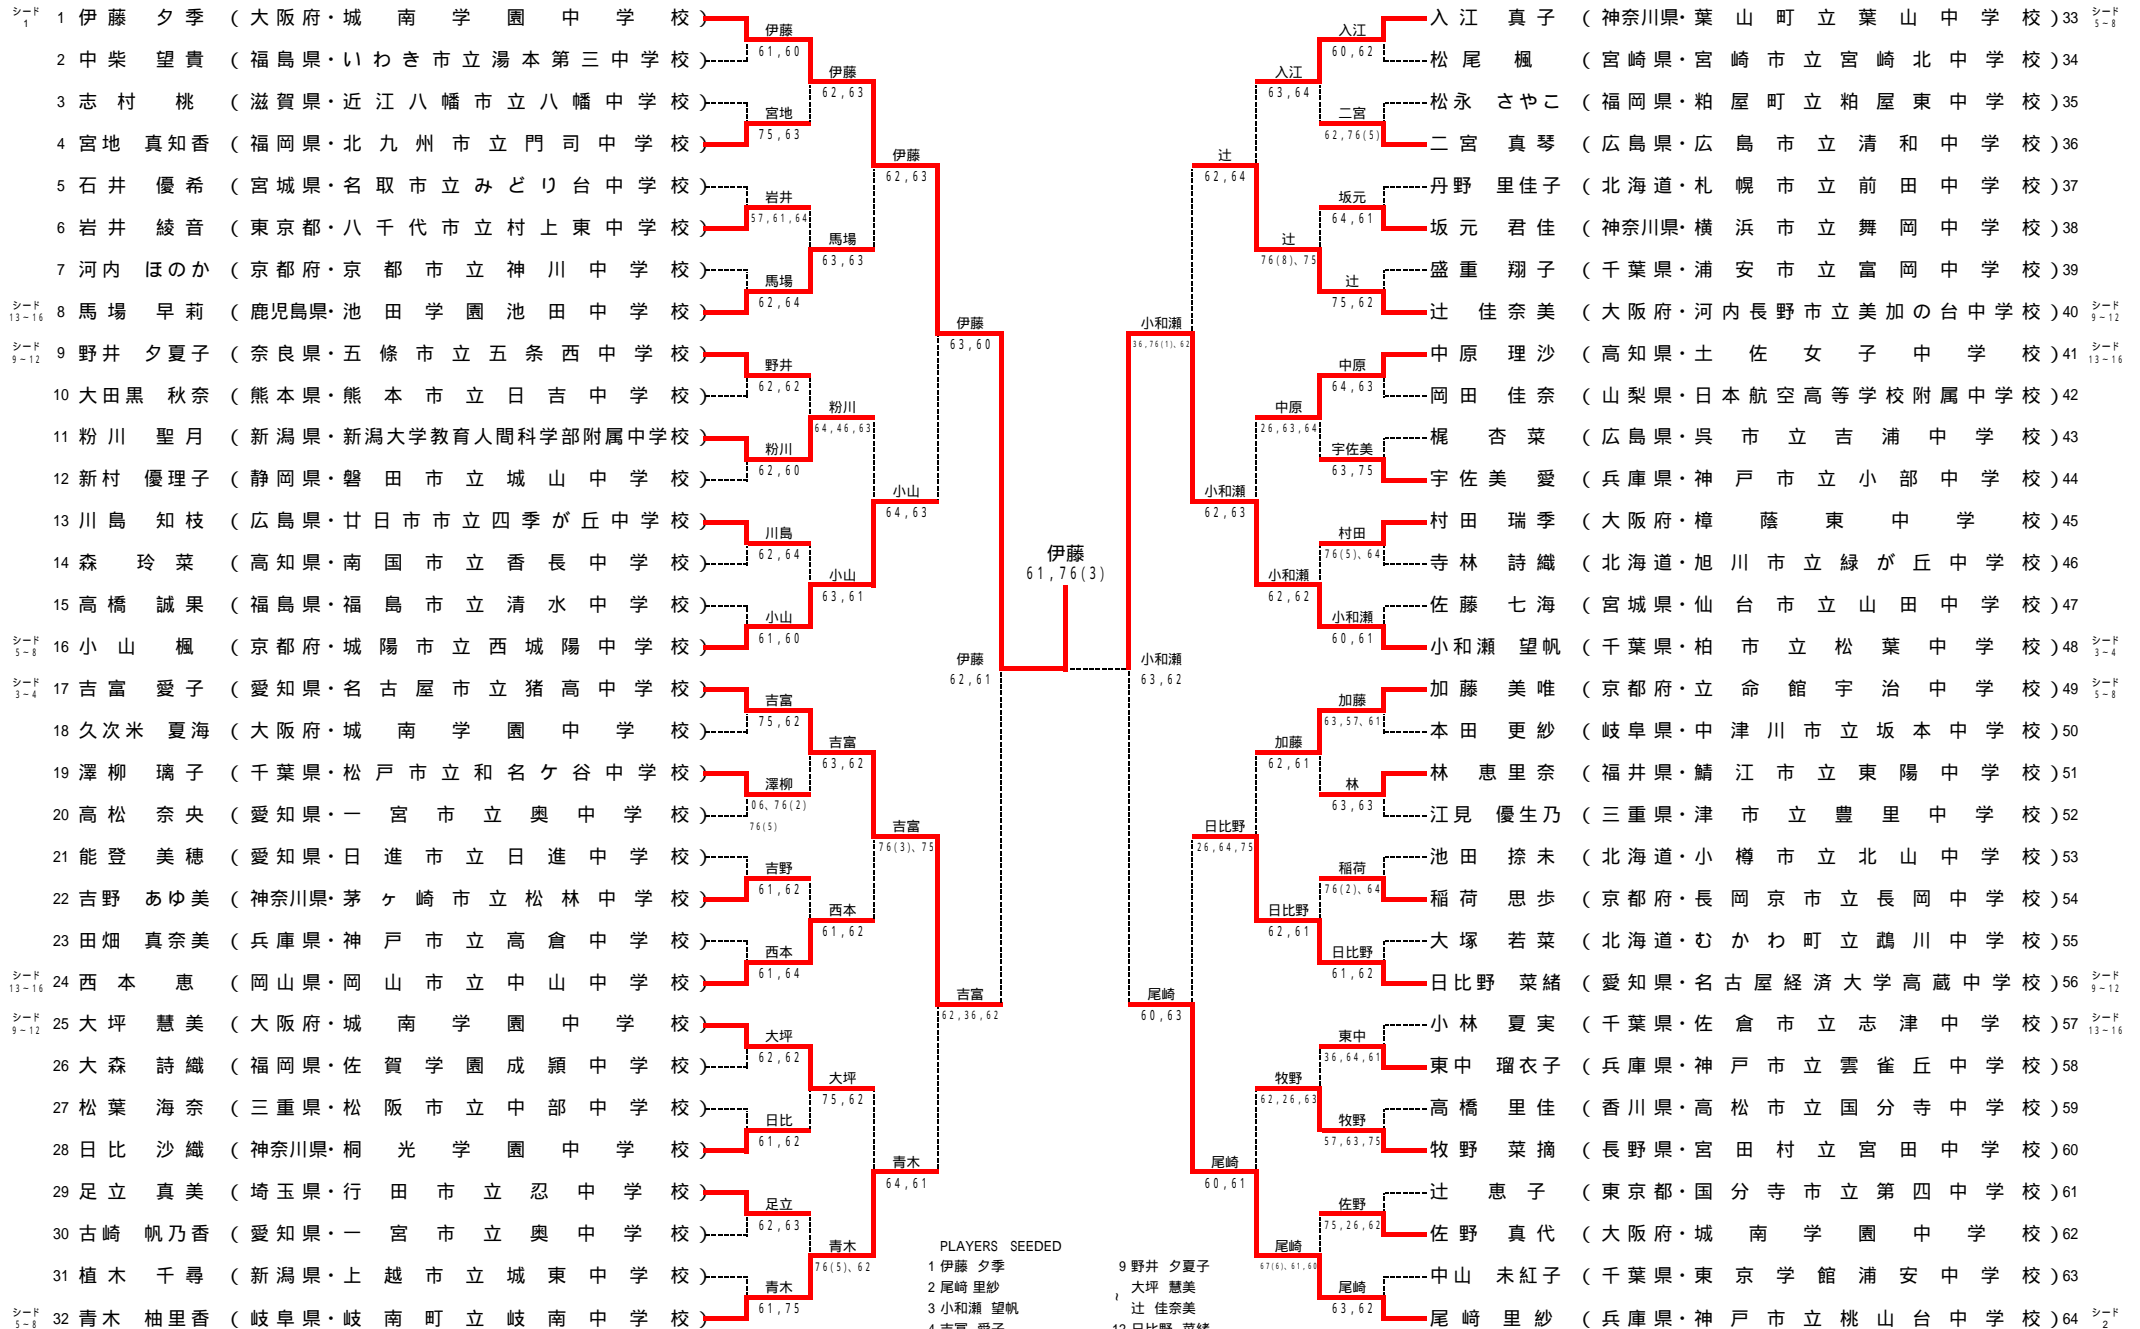 シード 1 1 伊藤 夕季 (大阪府・城南学園中学校)
2 中柴 望貴 (福島県・いわき市立湯本第三中学校)
3 志村 桃 (滋賀県・近江八幡市立八幡中学校)
4 宮地 真知香 (福岡県・北九州市立門司中学校)
5 石井 優希 (宮城県・名取市立みどり台中学校)
6 岩井 綾音 (東京都・八千代市立村上東中学校)
7 河内 ほのか (京都府・京都市立神川中学校)
シード 13~16 8 馬場 早莉 (鹿児島県・池田学園池田中学校)
シード 9~12 9 野井 夕夏子 (奈良県・五條市立五条西中学校)
10 大田黒 秋奈 (熊本県・熊本市立日吉中学校)
11 粉川 聖月 (新潟県・新潟大学教育人間科学部附属中学校)
12 新村 優理子 (静岡県・磐田市立城山中学校)
13 川島 知枝 (広島県・廿日市市立四季が丘中学校)
14 森 玲菜 (高知県・南国市立香長中学校)
15 高橋 誠果 (福島県・福島市立清水中学校)
シード 5~8 16 小山 楓 (京都府・城陽市立西城陽中学校)
シード 3~4 17 吉富 愛子 (愛知県・名古屋市立猪高中学校)
18 久次米 夏海 (大阪府・城南学園中学校)
19 澤柳 璃子 (千葉県・松戸市立和名ケ谷中学校)
20 高松 奈央 (愛知県・一宮市立奥中学校)
21 能登 美穂 (愛知県・日進市立日進中学校)
22 吉野 あゆ美 (神奈川県・茅ヶ崎市立松林中学校)
23 田畑 真奈美 (兵庫県・神戸市立高倉中学校)
シード 13~16 24 西本 恵 (岡山県・岡山市立中山中学校)
シード 9~12 25 大坪 慧美 (大阪府・城南学園中学校)
26 大森 詩織 (福岡県・佐賀学園成穎中学校)
27 松葉 海奈 (三重県・松阪市立中部中学校)
28 日比 沙織 (神奈川県・桐光学園中学校)
29 足立 真美 (埼玉県・行田市立忍中学校)
30 古崎 帆乃香 (愛知県・一宮市立奥中学校)
31 植木 千尋 (新潟県・上越市立城東中学校)
シード 5~8 32 青木 柚里香 (岐阜県・岐南町立岐南中学校)
伊藤
61,60
宮地
75,63
岩井
57,61,64
馬場
62,64
野井
62,62
粉川
62,60
川島
62,64
小山
61,60
吉富
75,62
澤柳
06、76(2)
76(5)
吉野
61,62
西本
61,64
大坪
62,62
日比
61,62
足立
62,63
青木
61,75
伊藤
62,63
馬場
63,63
粉川
64,46,63
小山
63,61
吉富
63,62
西本
61,62
大坪
75,62
青木
76(5)、62
伊藤
62,63
小山
64,63
吉富
76(3)、75
青木
64,61
伊藤
63,60
吉富
62,36,62
伊藤
62,61
伊藤
61,76(3)
小和瀬
63,62
小和瀬
36,76(1)、62
尾崎
60,63
辻
62,64
小和瀬
62,63
日比野
26,64,75
尾崎
60,61
入江
63,64
辻
76(8)、75
中原
26,63,64
小和瀬
62,62
加藤
62,61
日比野
62,61
牧野
62,26,63
尾崎
67(6)、61,60
入江
60,62
二宮
62,76(5)
坂元
64,61
辻
75,62
中原
64,63
宇佐美
63,75
村田
76(5)、64
小和瀬
60,61
加藤
63,57、61
林
63,63
稲荷
76(2)、64
日比野
61,62
東中
36,64,61
牧野
57,63,75
佐野
75,26,62
尾崎
63,62
入江 真子 (神奈川県・葉山町立葉山中学校) 33 シード 5~8
松尾 楓 (宮崎県・宮崎市立宮崎北中学校) 34
松永 さやこ (福岡県・粕屋町立粕屋東中学校) 35
二宮 真琴 (広島県・広島市立清和中学校) 36
丹野 里佳子 (北海道・札幌市立前田中学校) 37
坂元 君佳 (神奈川県・横浜市立舞岡中学校) 38
盛重 翔子 (千葉県・浦安市立富岡中学校) 39
辻 佳奈美 (大阪府・河内長野市立美加の台中学校) 40 シード 9~12
中原 理沙 (高知県・土佐女子中学校) 41 シード 13~16
岡田 佳奈 (山梨県・日本航空高等学校附属中学校) 42
梶 杏菜 (広島県・呉市立吉浦中学校) 43
宇佐美 愛 (兵庫県・神戸市立小部中学校) 44
村田 瑞季 (大阪府・樟蔭東中学校) 45
寺林 詩織 (北海道・旭川市立緑が丘中学校) 46
佐藤 七海 (宮城県・仙台市立山田中学校) 47
小和瀬 望帆 (千葉県・柏市立松葉中学校) 48 シード 3~4
加藤 美唯 (京都府・立命館宇治中学校) 49 シード 5~8
本田 更紗 (岐阜県・中津川市立坂本中学校) 50
林 恵里奈 (福井県・鯖江市立東陽中学校) 51
江見 優生乃 (三重県・津市立豊里中学校) 52
池田 捺未 (北海道・小樽市立北山中学校) 53
稲荷 思歩 (京都府・長岡京市立長岡中学校) 54
大塚 若菜 (北海道・むかわ町立鵡川中学校) 55
日比野 菜緒 (愛知県・名古屋経済大学高蔵中学校) 56 シード 9~12
小林 夏実 (千葉県・佐倉市立志津中学校) 57 シード 13~16
東中 瑠衣子 (兵庫県・神戸市立雲雀丘中学校) 58
高橋 里佳 (香川県・高松市立国分寺中学校) 59
牧野 菜摘 (長野県・宮田村立宮田中学校) 60
辻 恵子 (東京都・国分寺市立第四中学校) 61
佐野 真代 (大阪府・城南学園中学校) 62
中山 未紅子 (千葉県・東京学館浦安中学校) 63
尾﨑 里紗 (兵庫県・神戸市立桃山台中学校) 64 シード 2
PLAYERS SEEDED
1 伊藤 夕季
2 尾﨑 里紗
3 小和瀬 望帆
4 吉富 愛子
9 野井 夕夏子
~ 大坪 慧美
辻 佳奈美
12 日比野 菜緒